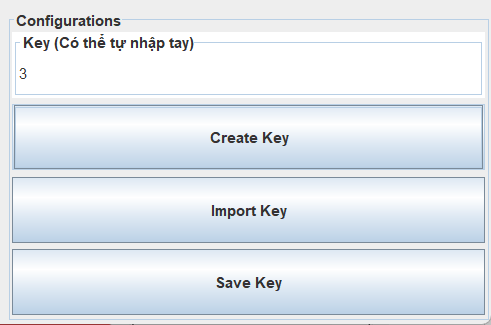 Configurations
Key (Có thể tự nhập tay)
3
Create Key
Import Key
Save Key